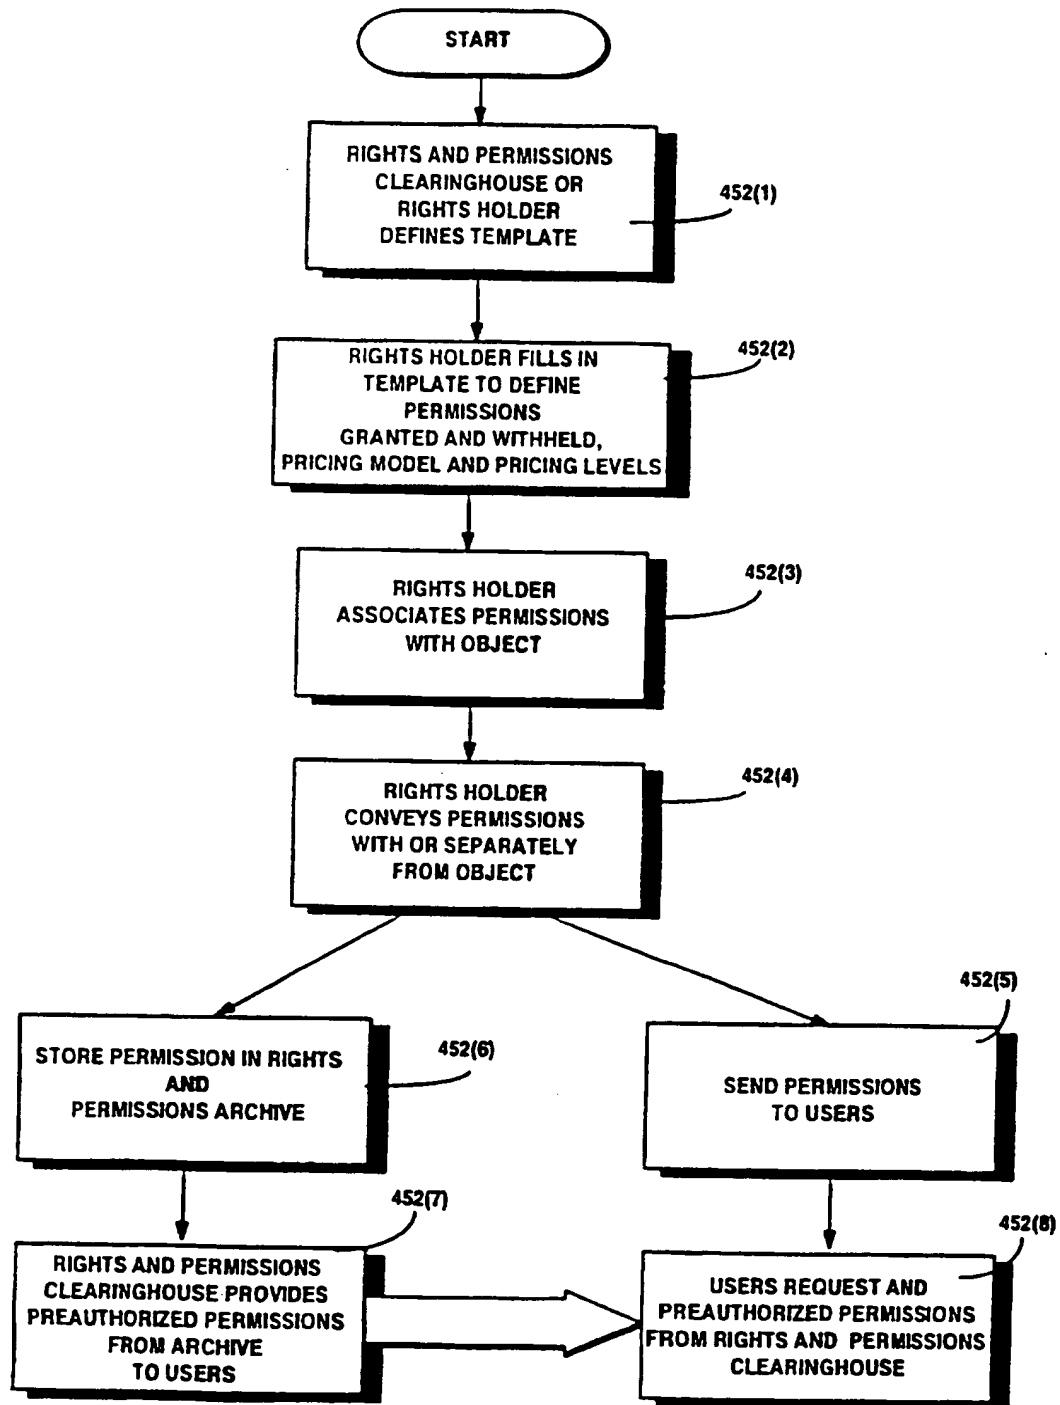 START
RIGHTS AND PERMISSIONS
CLEARINGHOUSE OR
RIGHTS HOLDER
DEFINES TEMPLATE
452(1)
RIGHTS HOLDER FILLS IN
TEMPLATE TO DEFINE
PERMISSIONS
GRANTED AND WITHHELD,
PRICING MODEL AND PRICING LEVELS
452(2)
RIGHTS HOLDER
ASSOCIATES PERMISSIONS
WITH OBJECT
452(3)
RIGHTS HOLDER
CONVEYS PERMISSIONS
WITH OR SEPARATELY
FROM OBJECT
452(4)
STORE PERMISSION IN RIGHTS
AND
PERMISSIONS ARCHIVE
452(6)
SEND PERMISSIONS
TO USERS
452(5)
RIGHTS AND PERMISSIONS
CLEARINGHOUSE PROVIDES
PREAUTHORIZED PERMISSIONS
FROM ARCHIVE
TO USERS
452(7)
USERS REQUEST AND
PREAUTHORIZED PERMISSIONS
FROM RIGHTS AND PERMISSIONS
CLEARINGHOUSE
452(8)